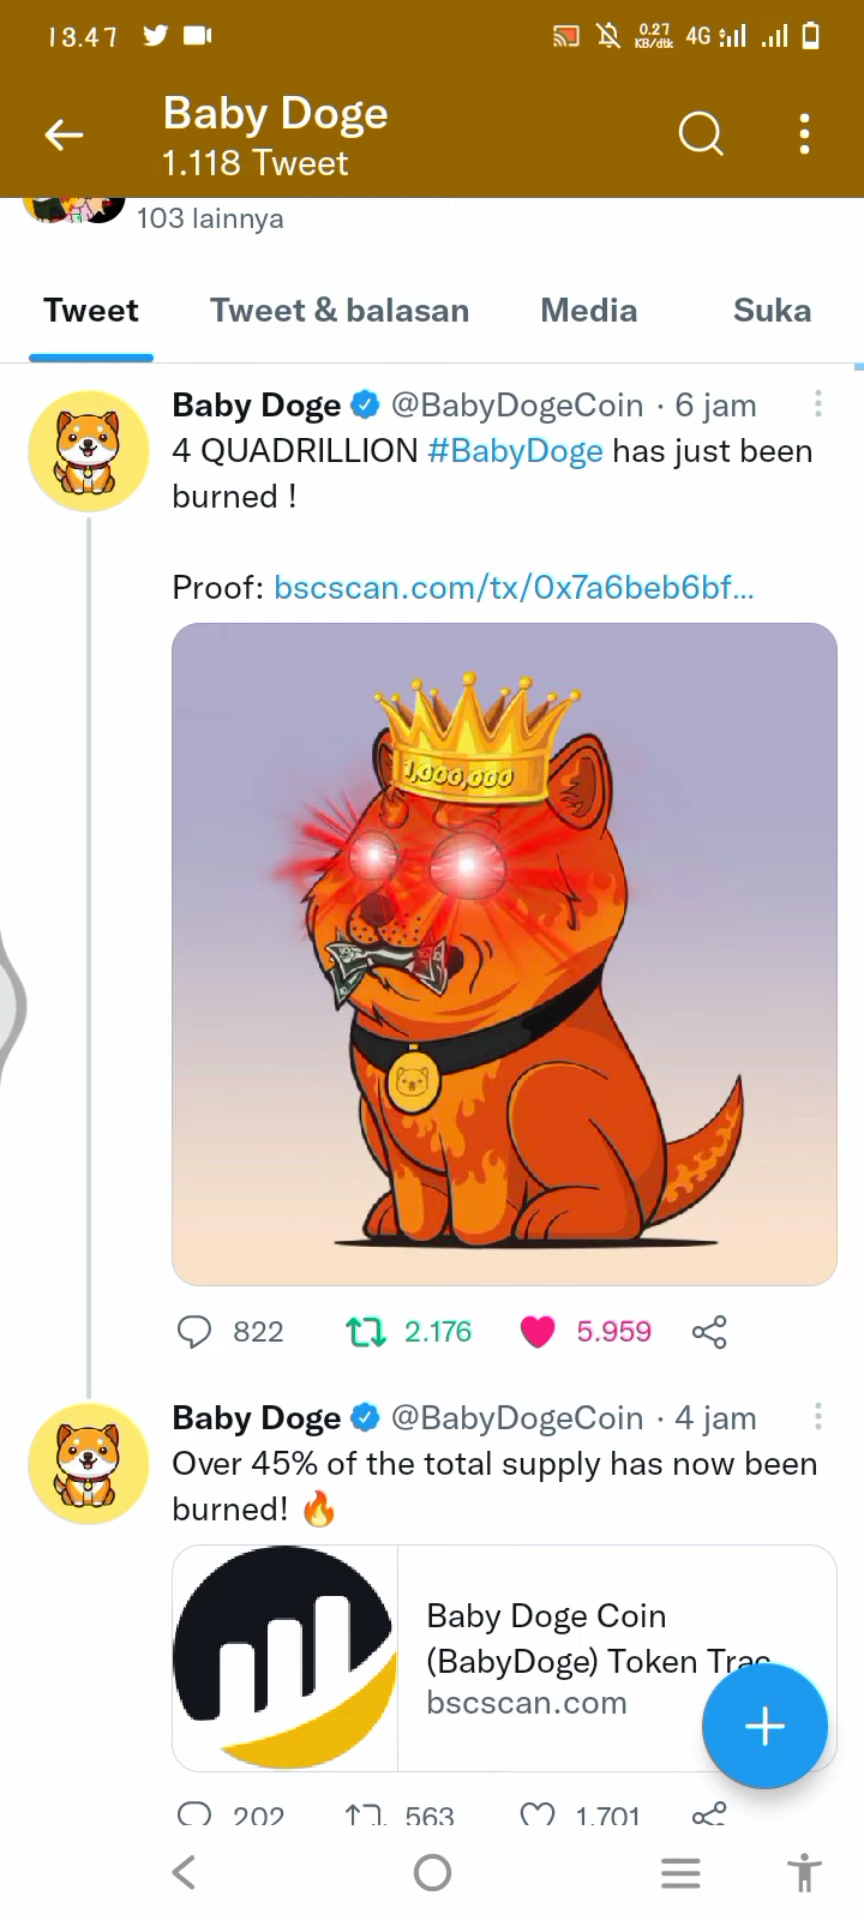 13.47
0.27
KB/dtk
4G
Baby Doge
1.118 Tweet
103 lainnya
Tweet
Tweet & balasan
Media
Suka
Baby Doge @BabyDogeCoin · 6 jam
4 QUADRILLION #BabyDoge has just been
burned !
Proof: bscscan.com/tx/0x7a6beb6bf...
1,000,000
822
2.176
5.959
Baby Doge @BabyDogeCoin · 4 jam
Over 45% of the total supply has now been
burned! 🔥
Baby Doge Coin
(BabyDoge) Token Trac
bscscan.com
202
563
1.701